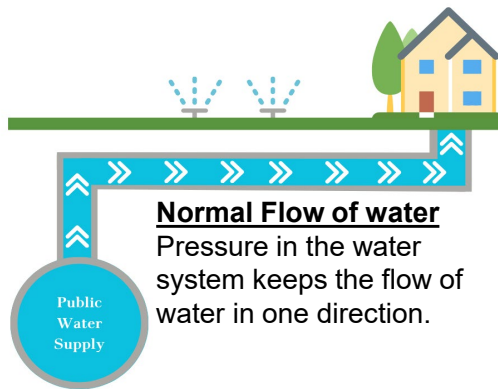 Normal Flow of water
Pressure in the water
system keeps the flow of
water in one direction.
Public
Water
Supply